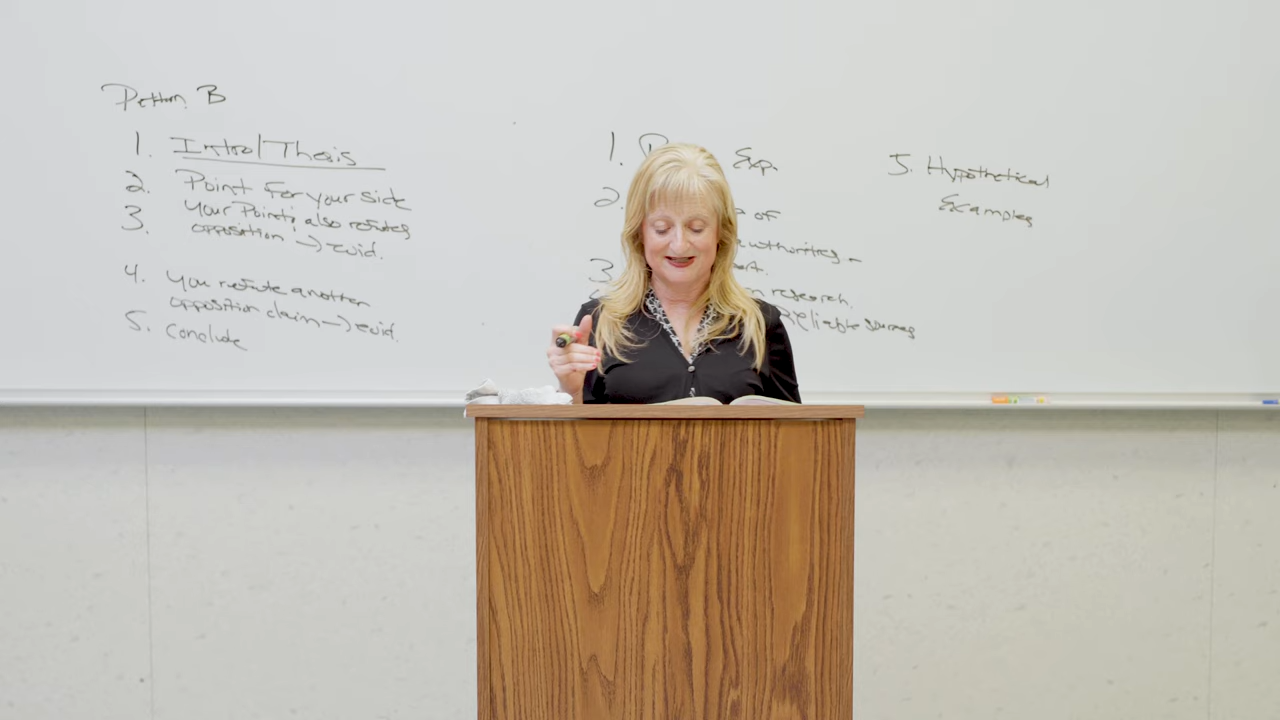 Pattern B
1. Intro/Thesis
2. Point for your side
3. Your Point; also refutes
opposition → evid.
4. You refute another
opposition claim → evid.
5. Conclude
1. Exp.
2. of
authorities -
3.
research.
Reliable sources
5. Hypothetical
Examples